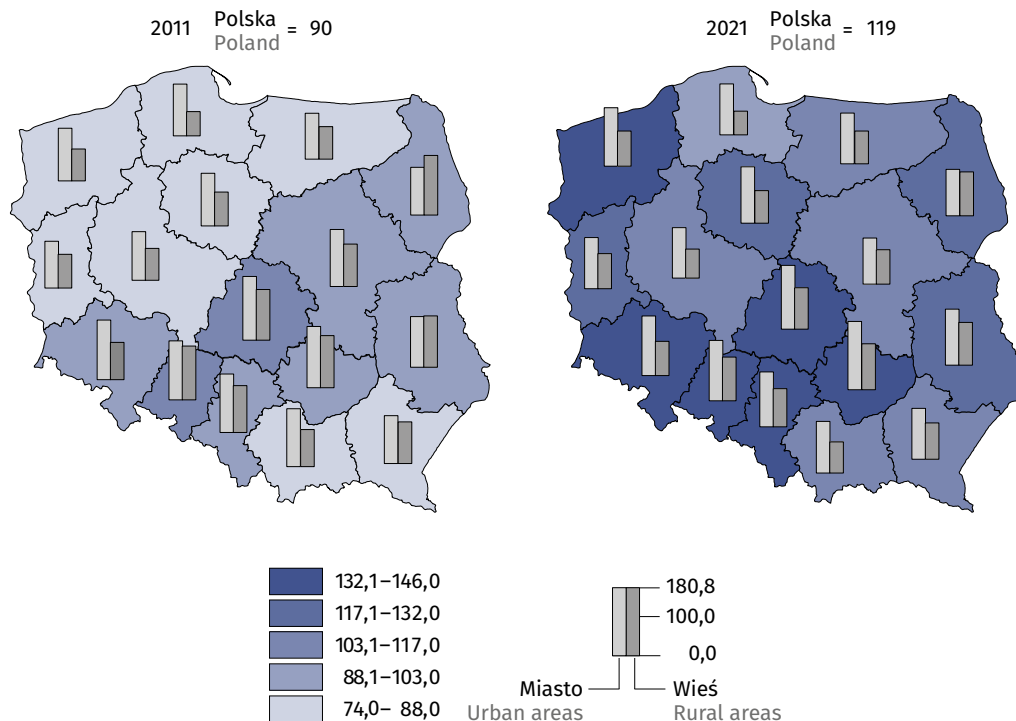 2011 Polska = 90
Poland
2021 Polska = 119
Poland
132,1–146,0
117,1–132,0
103,1–117,0
88,1–103,0
74,0– 88,0
180,8
100,0
0,0
Miasto
Urban areas
Wieś
Rural areas